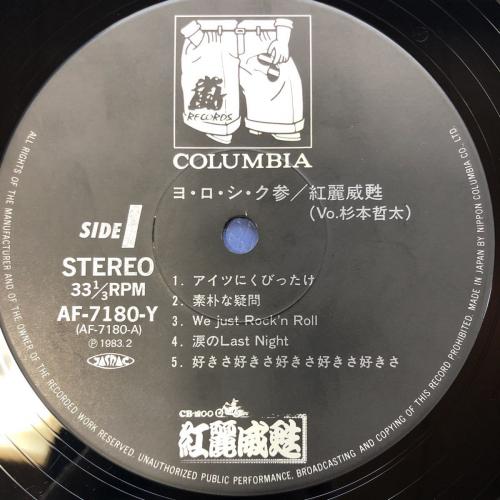 RECORDS
COLUMBIA
ヨ・ロ・シ・ク参／紅麗威甦
(Vo.杉本哲太)
SIDE 1
STEREO
33⅓RPM
AF-7180-Y
(AF-7180-A)
Ⓟ1983.2
JASRAC
1. アイツにくびったけ
2. 素朴な疑問
3. We just Rock'n Roll
4. 涙のLast Night
5. 好きさ好きさ好きさ好きさ好きさ
紅麗威甦
ALL RIGHTS OF THE MANUFACTURER AND OF THE OWNER OF THE RECORDED WORK RESERVED. UNAUTHORIZED PUBLIC PERFORMANCE, BROADCASTING AND COPYING OF THIS RECORD PROHIBITED. MADE IN JAPAN BY NIPPON COLUMBIA CO., LTD.